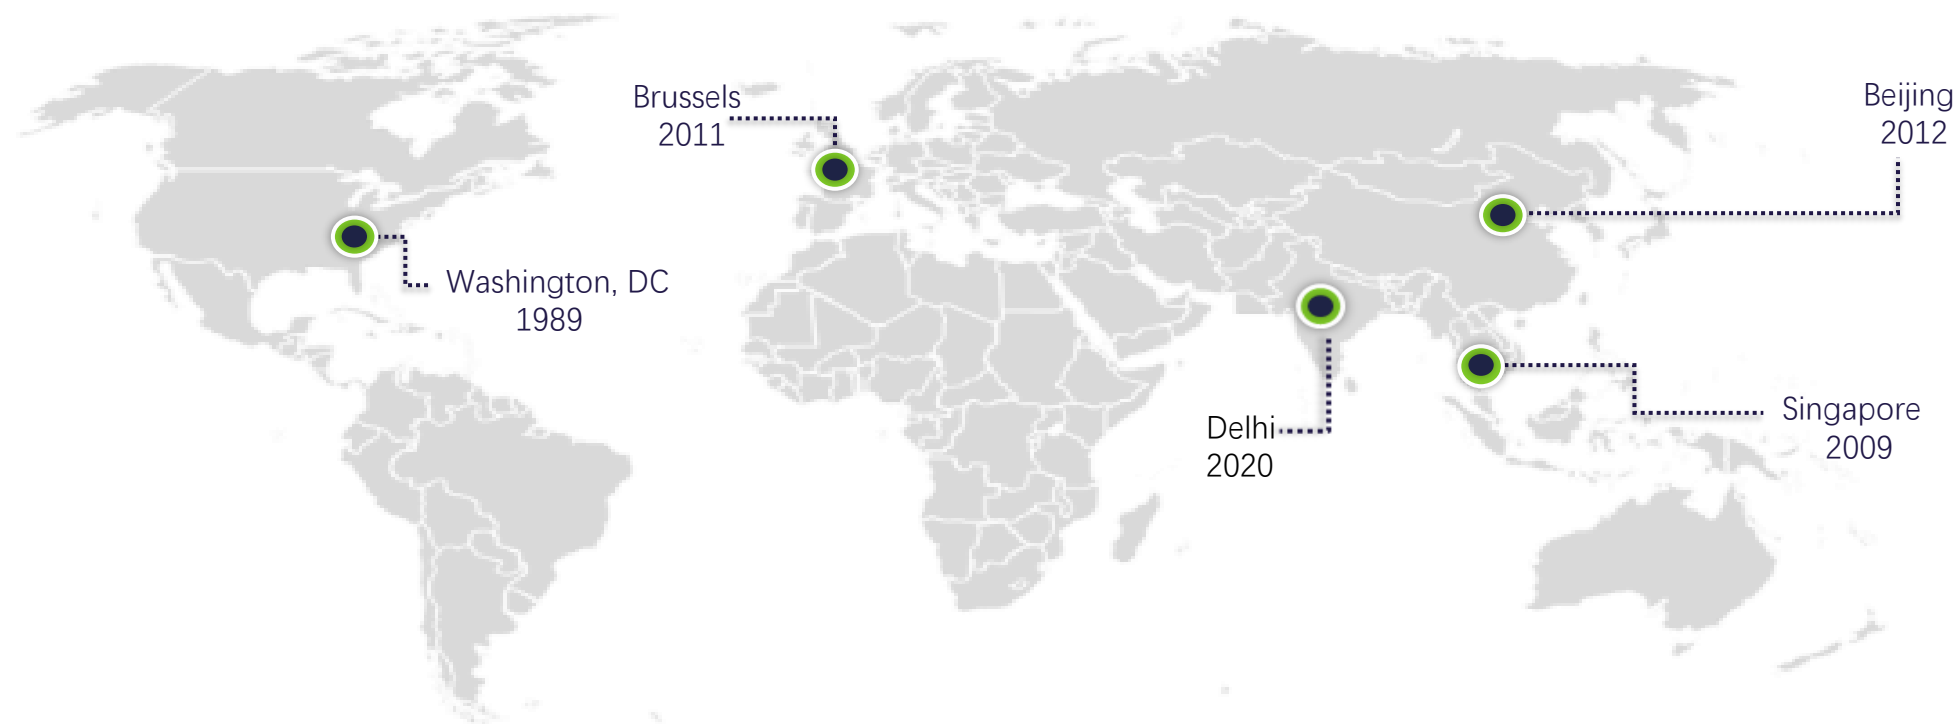 Brussels
2011
Beijing
2012
Washington, DC
1989
Delhi
2020
Singapore
2009